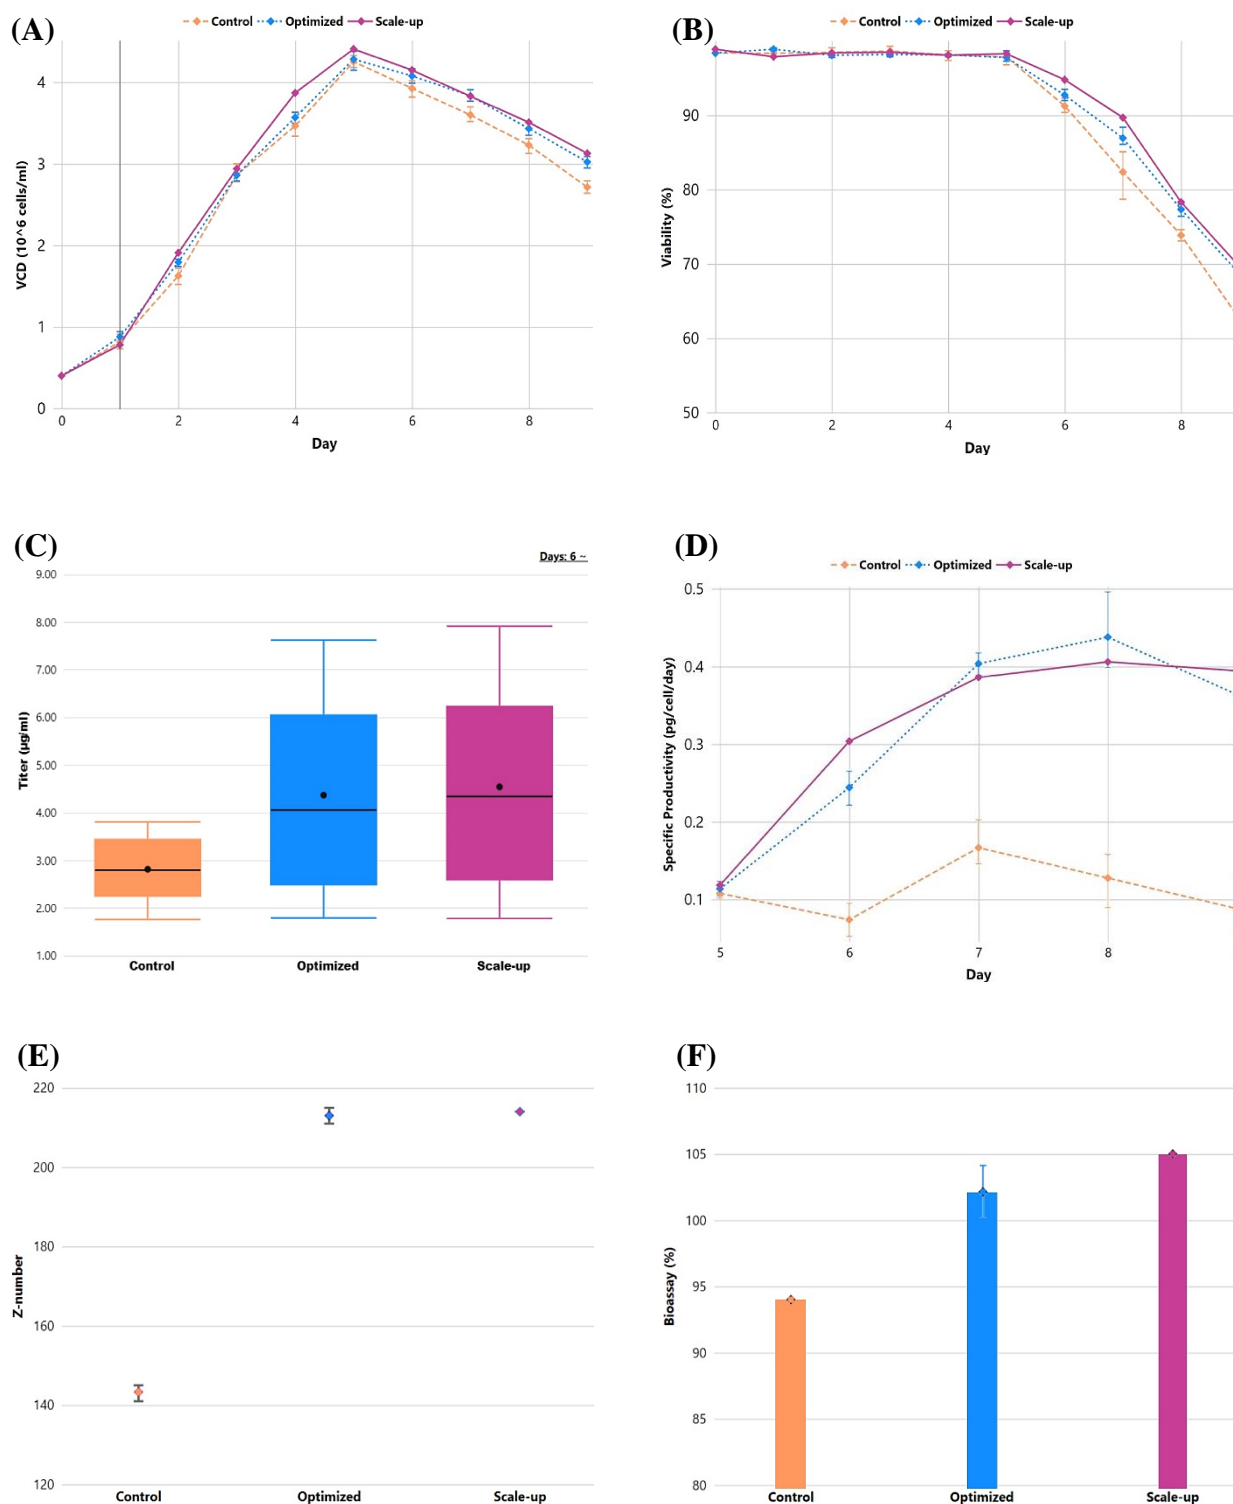 (A)
Control Optimized Scale-up
VCD (10^6 cells/ml)
4
3
2
1
0
0 2 4 6 8
Day
(B)
Control Optimized Scale-up
Viability (%)
90
80
70
60
50
0 2 4 6 8
Day
(C)
Days: 6 ~
Titer (µg/ml)
9.00
8.00
7.00
6.00
5.00
4.00
3.00
2.00
1.00
Control Optimized Scale-up
(D)
Control Optimized Scale-up
Specific Productivity (pg/cell/day)
0.5
0.4
0.3
0.2
0.1
5 6 7 8
Day
(E)
Z-number
220
200
180
160
140
120
Control Optimized Scale-up
(F)
Bioassay (%)
110
105
100
95
90
85
80
Control Optimized Scale-up